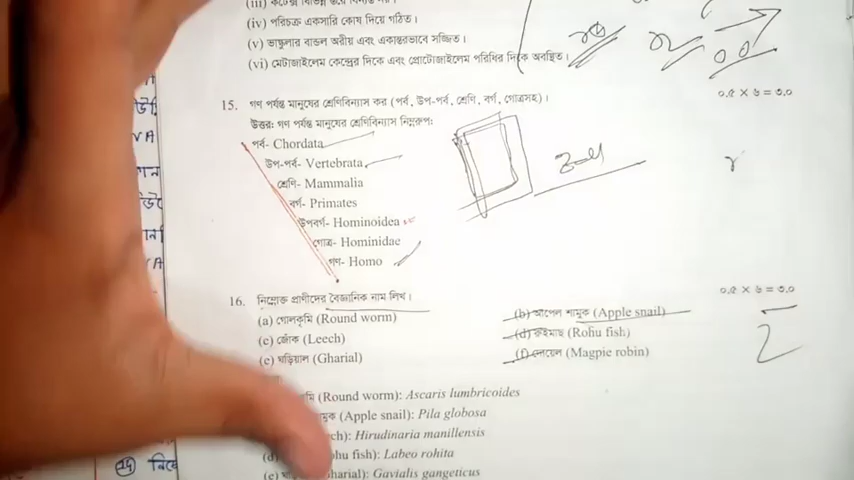 (iv) পরিচক্র একসারি কোষ দিয়ে গঠিত।
(v) ভাস্কুলার বান্ডল অরীয় এবং একান্তরভাবে সজ্জিত।
(vi) মেটাজাইলেম কেন্দ্রের দিকে এবং প্রোটোজাইলেম পরিধির দিকে অবস্থিত।
15. গণ পর্যন্ত মানুষের শ্রেণিবিন্যাস কর (পর্ব, উপ-পর্ব, শ্রেণি, বর্গ, গোত্রসহ)। ০.৫ × ৬ = ৩.০
উত্তর: গণ পর্যন্ত মানুষের শ্রেণিবিন্যাস নিম্নরূপ:
পর্ব- Chordata
উপ-পর্ব- Vertebrata
শ্রেণি- Mammalia
বর্গ- Primates
উপবর্গ- Hominoidea
গোত্র- Hominidae
গণ- Homo
16. নিম্নোক্ত প্রাণীদের বৈজ্ঞানিক নাম লিখ। ০.৫ × ৬ = ৩.০
(a) গোলকৃমি (Round worm) (b) আপেল শামুক (Apple snail)
(c) জোঁক (Leech) (d) রুইমাছ (Rohu fish)
(e) ঘড়িয়াল (Gharial) (f) দোয়েল (Magpie robin)
(Round worm): Ascaris lumbricoides
(Apple snail): Pila globosa
Hirudinaria manillensis
fish): Labeo rohita
(e) Gavialis gangeticus